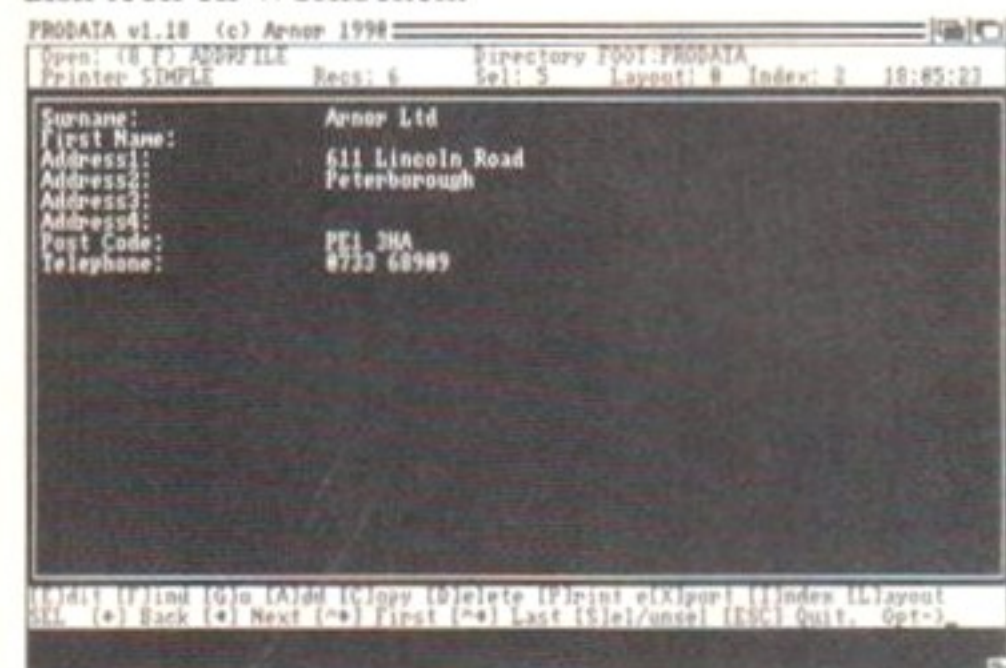 PRODATA v1.18 (c) Arnor 1990
Open: (8 F) ADDRFILE Directory FOOT:PRODATA
Printer SIMPLE Recs: 6 Sel: 5 Layout: 0 Index: 2 18:05:23
Surname: Arnor Ltd
First Name:
Address1: 611 Lincoln Road
Address2: Peterborough
Address3:
Address4:
Post Code: PE1 3HA
Telephone: 0733 68909
[E]dit [F]ind [G]o [A]dd [C]opy [D]elete [P]rint e[X]port [I]ndex [L]ayout
SEL Back Next First Last [S]el/unsel [ESC] Quit. Opt->_